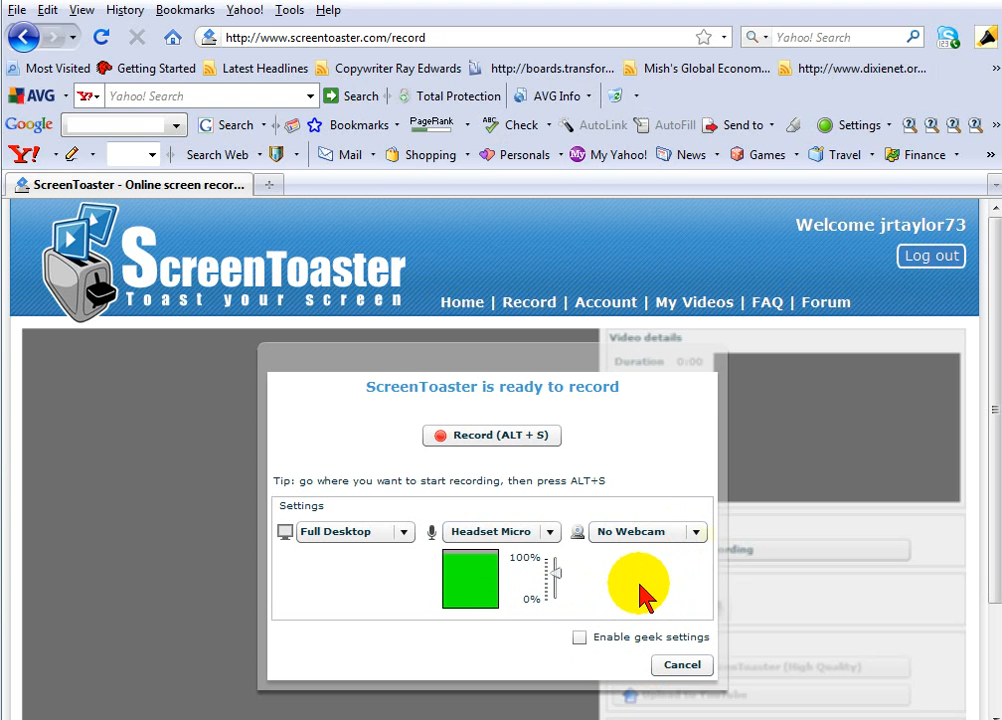 File Edit View History Bookmarks Yahoo! Tools Help
http://www.screentoaster.com/record Yahoo! Search
Most Visited Getting Started Latest Headlines Copywriter Ray Edwards http://boards.transfor... Mish's Global Econom... http://www.dixienet.or... »
AVG Y! Yahoo! Search Search Total Protection AVG Info
Google G Search Bookmarks PageRank ABC Check AutoLink AutoFill Send to Settings »
Y! Search Web Mail Shopping Personals My Yahoo! News Games Travel Finance »
ScreenToaster - Online screen recor...
Welcome jrtaylor73
Log out
ScreenToaster
Toast your screen
Home | Record | Account | My Videos | FAQ | Forum
Video details
Duration 0:00
ScreenToaster is ready to record
Record (ALT + S)
Tip: go where you want to start recording, then press ALT+S
Settings
Full Desktop Headset Micro No Webcam
100%
0%
Enable geek settings
Cancel
(High Quality)
Upload to YouTube